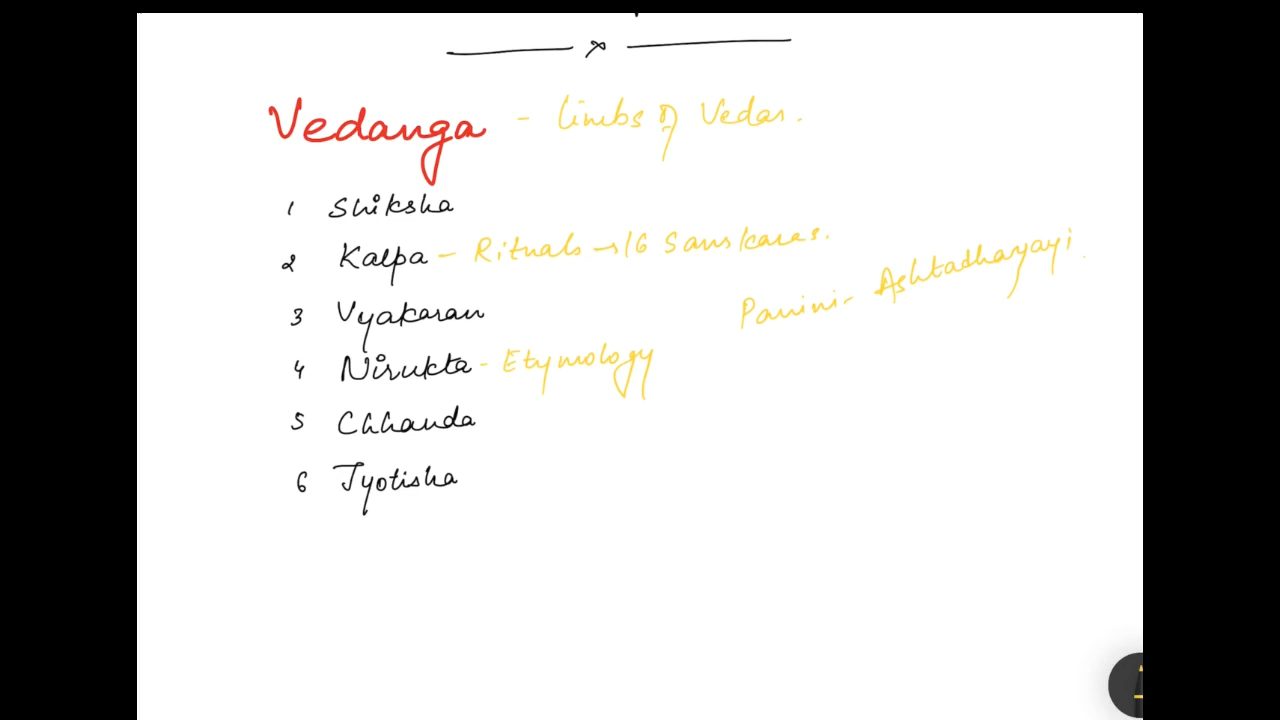 Vedanga - limbs of Vedas.
1 Shiksha
2 Kalpa - Rituals → 16 Sanskaras.
3 Vyakaran Panini - Ashtadhayayi
4 Nirukta - Etymology
5 Chhanda
6 Jyotisha